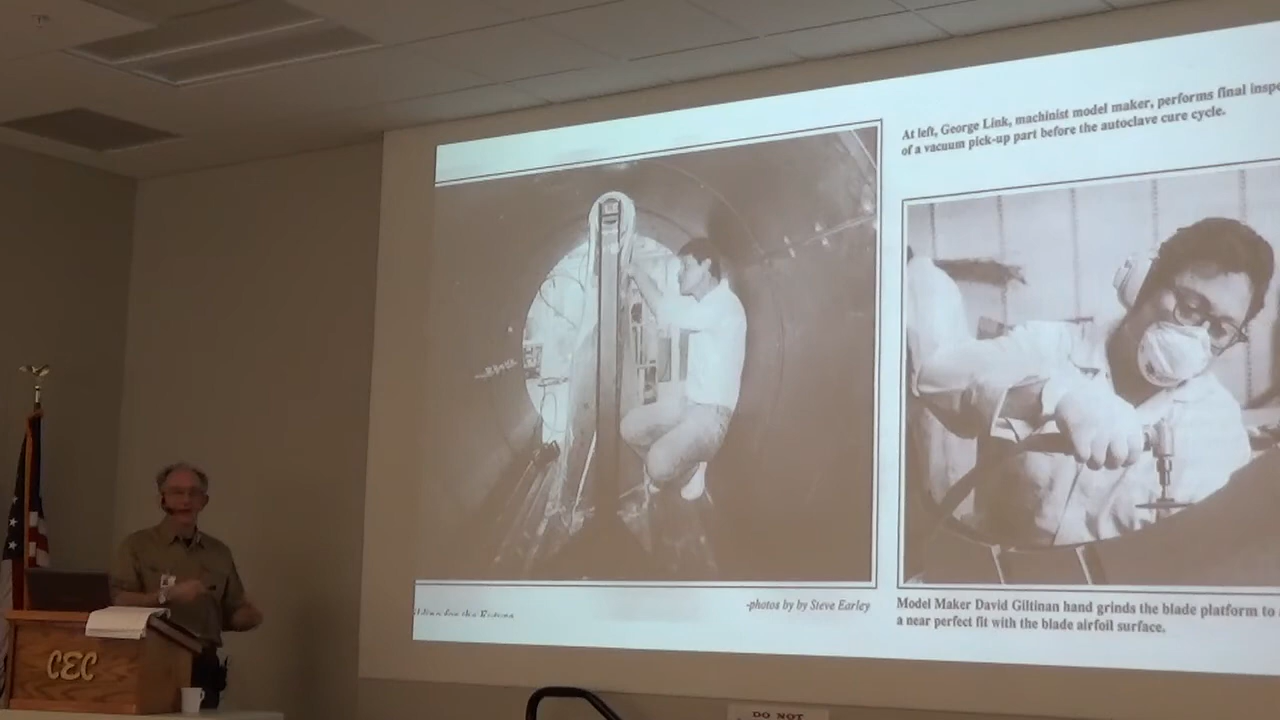 At left, George Link, machinist model maker, performs final
of a vacuum pick-up part before the autoclave cure cycle.
-photos by by Steve Earley
Model Maker David Giltinan hand grinds the blade platform to
a near perfect fit with the blade airfoil surface.
CEC
DO NOT